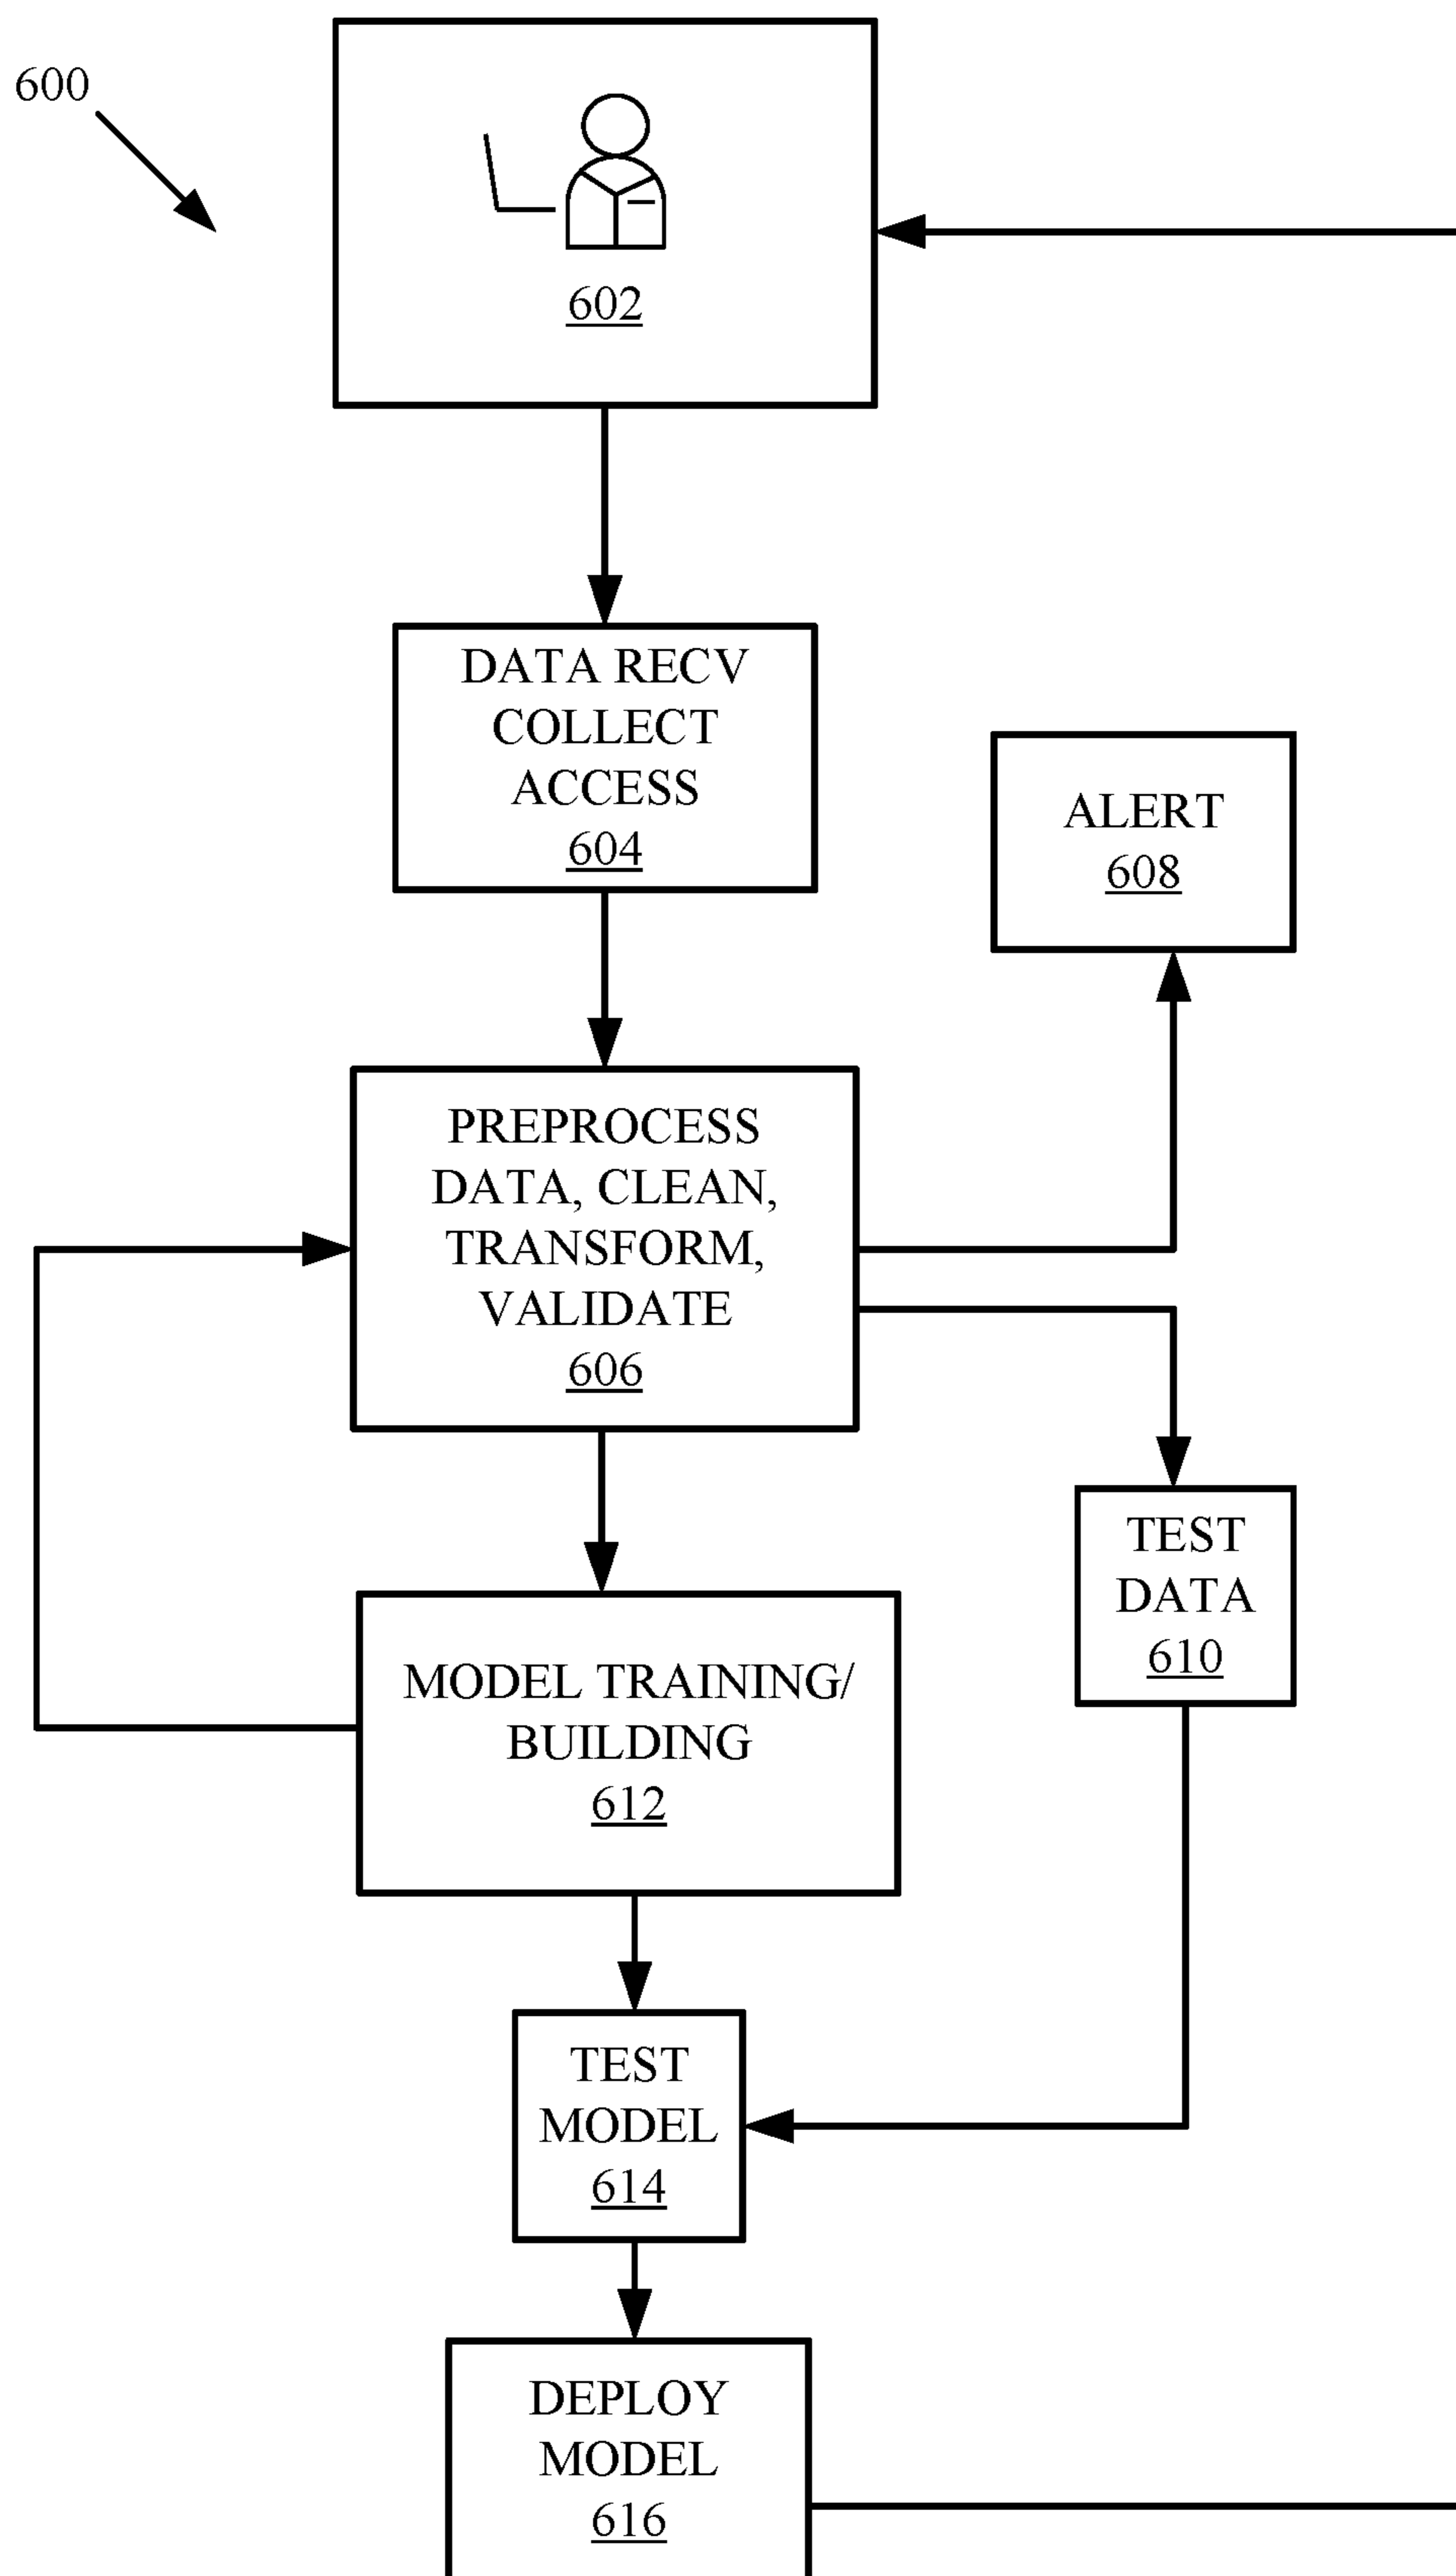 600
602
DATA RECV
COLLECT
ACCESS
604
ALERT
608
PREPROCESS
DATA, CLEAN,
TRANSFORM,
VALIDATE
606
TEST
DATA
610
MODEL TRAINING/
BUILDING
612
TEST
MODEL
614
DEPLOY
MODEL
616